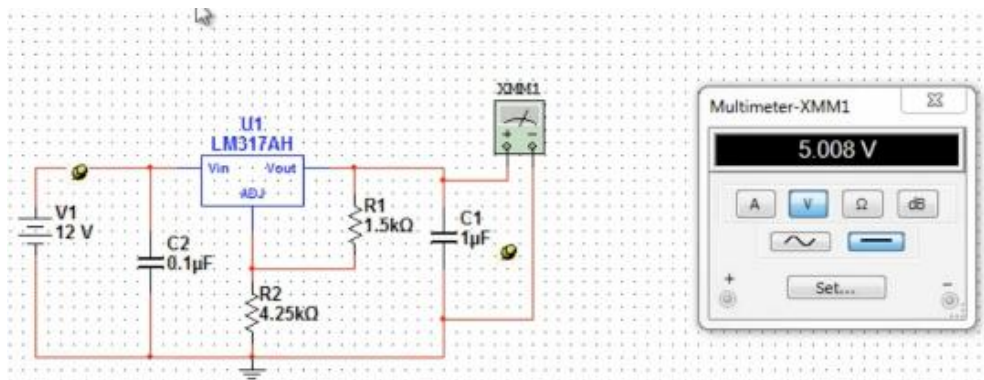 XMM1
U1
LM317AH
Vin
Vout
ADJ
V1
12 V
C2
0.1µF
R1
1.5kΩ
C1
1µF
R2
4.25kΩ
Multimeter-XMM1
5.008 V
A
V
Ω
dB
Set...
+
-